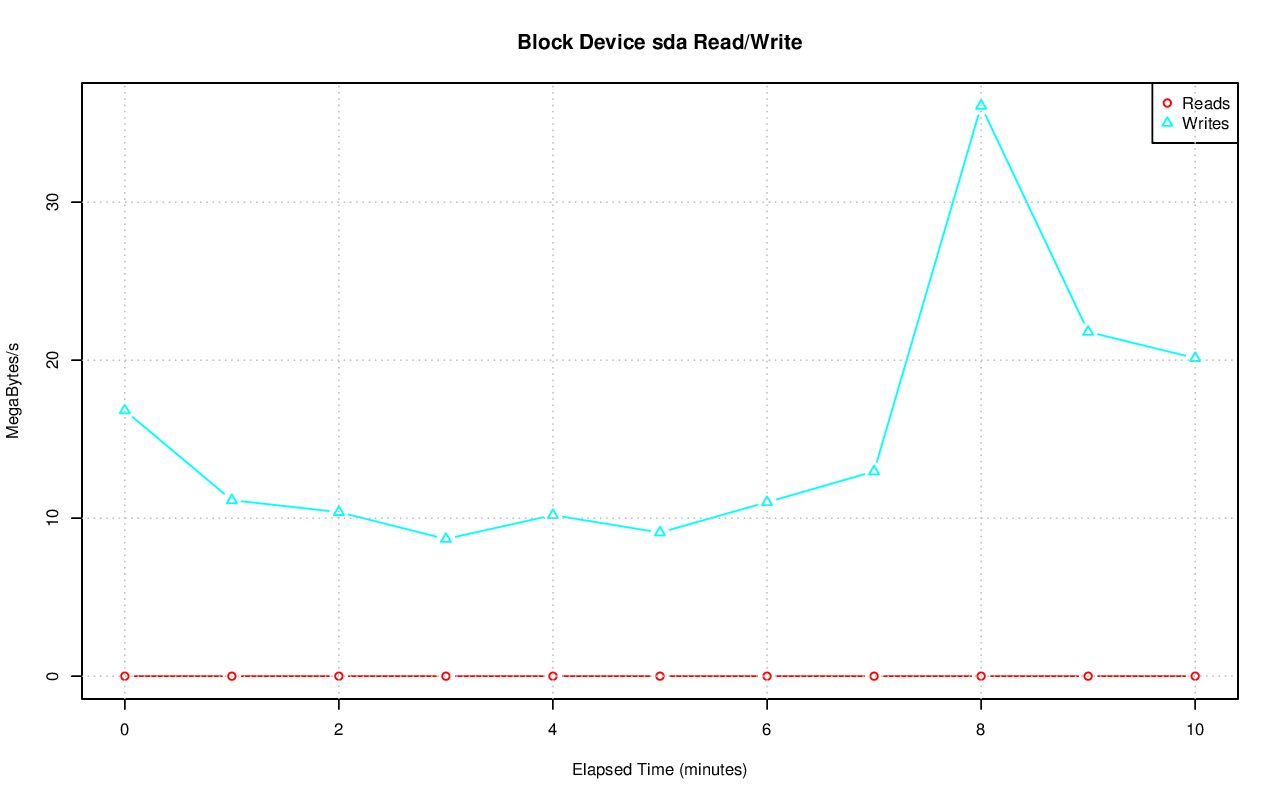 Block Device sda Read/Write
Reads
Writes
MegaBytes/s
30
20
10
0
0 2 4 6 8 10
Elapsed Time (minutes)